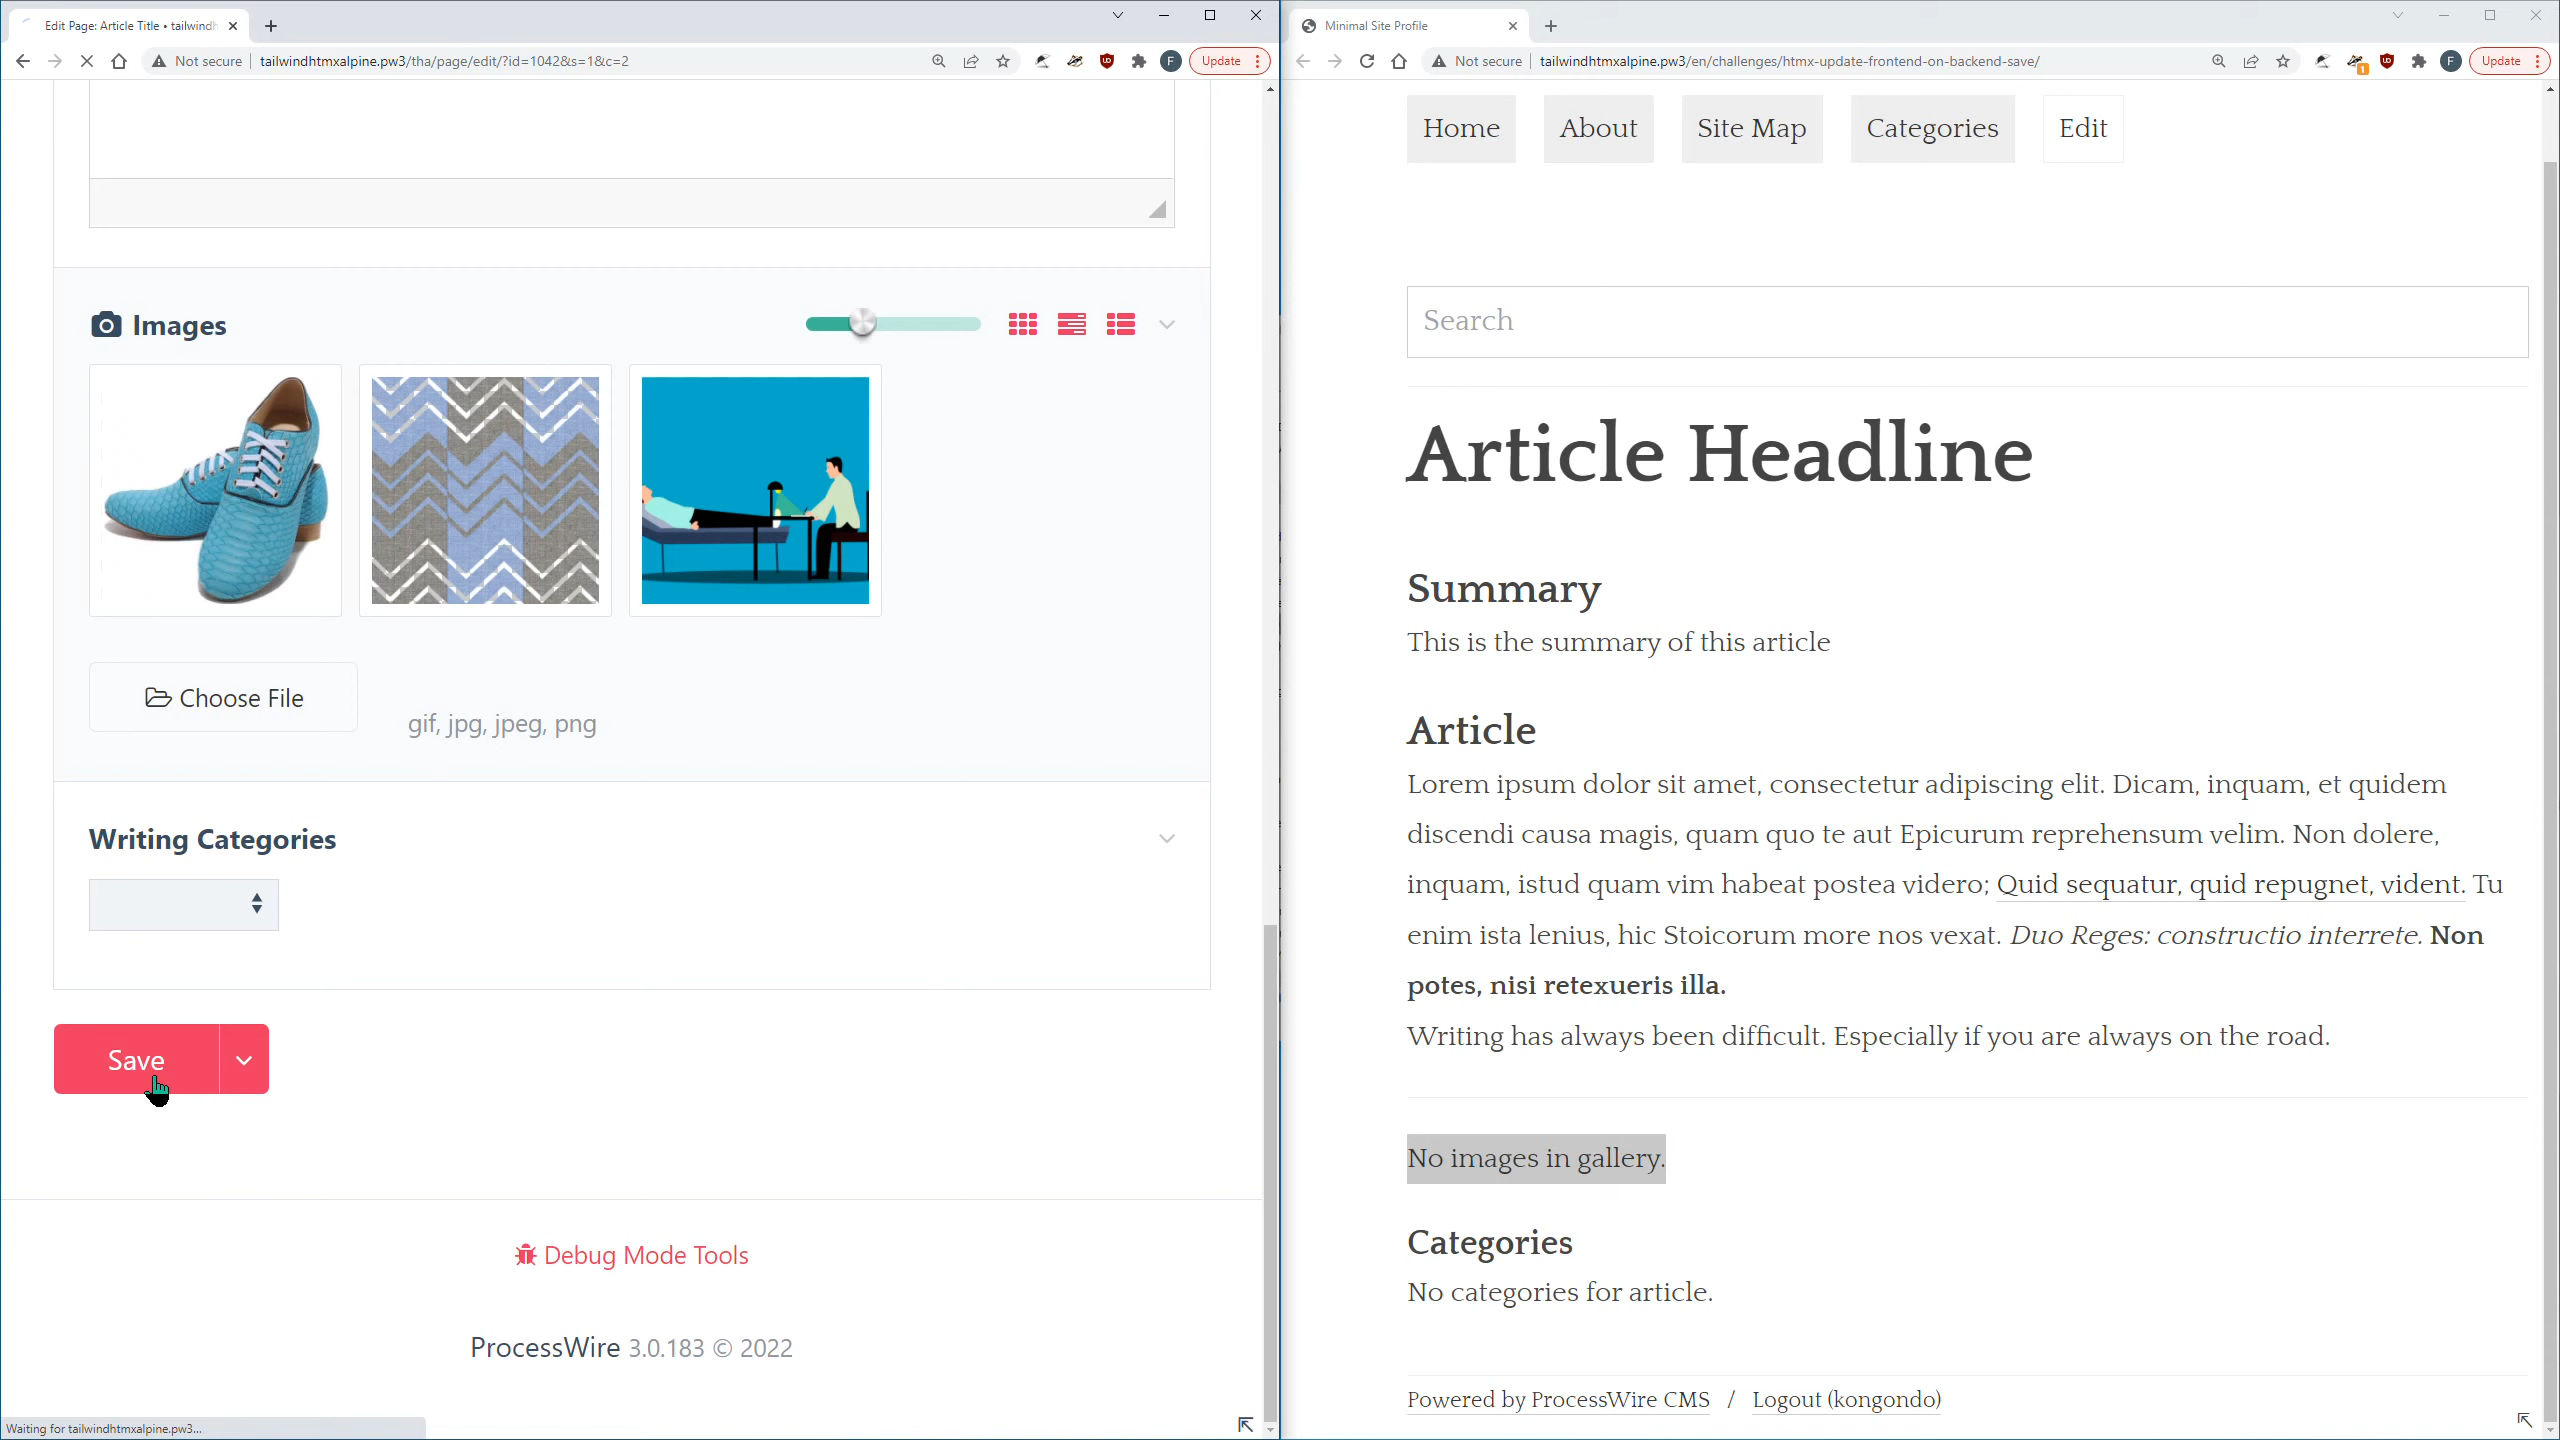 Edit Page: Article Title • tailwindh
Not secure
tailwindhtmxalpine.pw3/tha/page/edit/?id=1042&s=1&c=2
F
Update
Images
Choose File
gif, jpg, jpeg, png
Writing Categories
Save
Debug Mode Tools
ProcessWire 3.0.183 © 2022
Waiting for tailwindhtmxalpine.pw3...
Minimal Site Profile
Not secure
tailwindhtmxalpine.pw3/en/challenges/htmx-update-frontend-on-backend-save/
1
F
Update
Home
About
Site Map
Categories
Edit
Search
Article Headline
Summary
This is the summary of this article
Article
Lorem ipsum dolor sit amet, consectetur adipiscing elit. Dicam, inquam, et quidem
discendi causa magis, quam quo te aut Epicurum reprehensum velim. Non dolere,
inquam, istud quam vim habeat postea videro; Quid sequatur, quid repugnet, vident. Tu
enim ista lenius, hic Stoicorum more nos vexat. Duo Reges: constructio interrete. Non
potes, nisi retexueris illa.
Writing has always been difficult. Especially if you are always on the road.
No images in gallery.
Categories
No categories for article.
Powered by ProcessWire CMS / Logout (kongondo)